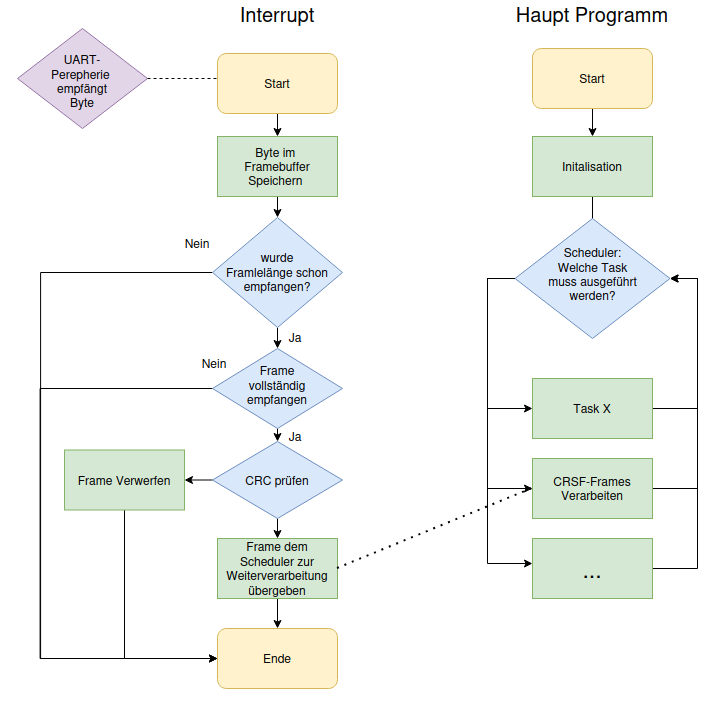 Interrupt
Haupt Programm
UART-
Perepherie
empfängt
Byte
Start
Start
Byte im
Framebuffer
Speichern
Initalisation
Nein
wurde
Framlelänge schon
empfangen?
Scheduler:
Welche Task
muss ausgeführt
werden?
Ja
Nein
Frame
vollständig
empfangen
Task X
Ja
Frame Verwerfen
CRC prüfen
CRSF-Frames
Verarbeiten
Frame dem
Scheduler zur
Weiterverarbeitung
übergeben
...
Ende